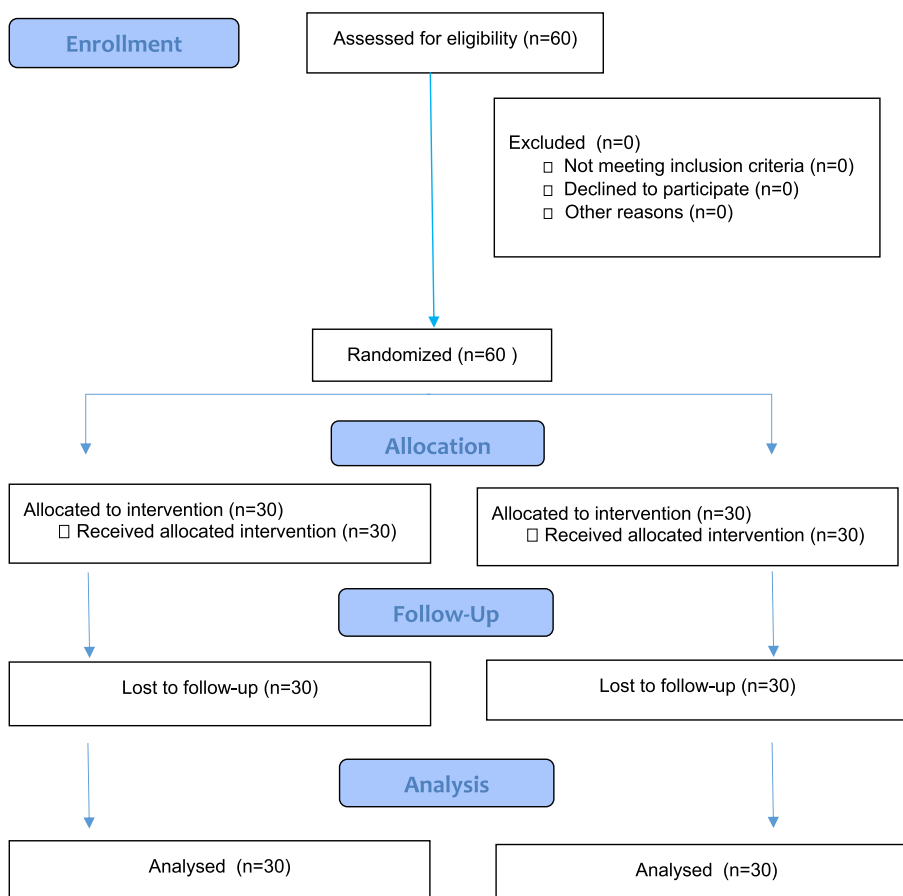 Enrollment
Assessed for eligibility (n=60)
Excluded (n=0)
□ Not meeting inclusion criteria (n=0)
□ Declined to participate (n=0)
□ Other reasons (n=0)
Randomized (n=60 )
Allocation
Allocated to intervention (n=30)
□ Received allocated intervention (n=30)
Allocated to intervention (n=30)
□ Received allocated intervention (n=30)
Follow-Up
Lost to follow-up (n=30)
Lost to follow-up (n=30)
Analysis
Analysed (n=30)
Analysed (n=30)